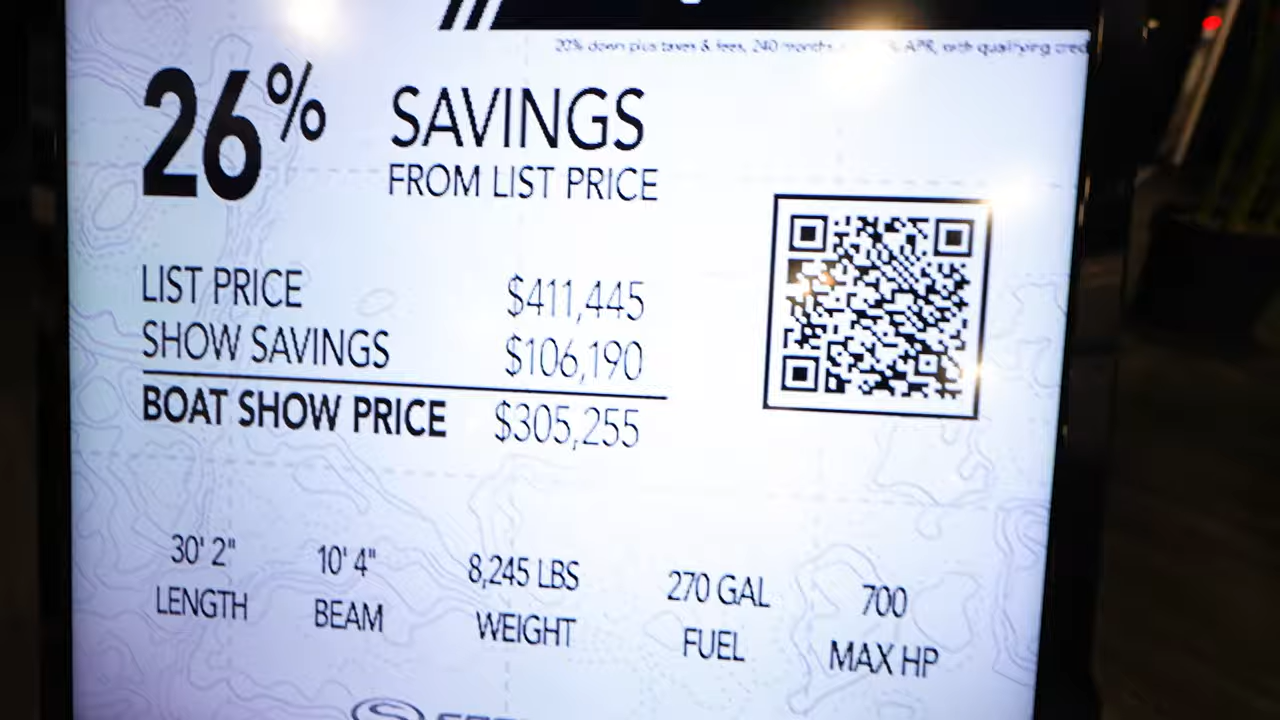 20% down plus taxes & fees, 240 months APR, with qualifying
26% SAVINGS
FROM LIST PRICE
LIST PRICE $411,445
SHOW SAVINGS $106,190
BOAT SHOW PRICE $305,255
30' 2" 10' 4" 8,245 LBS 270 GAL 700
LENGTH BEAM WEIGHT FUEL MAX HP